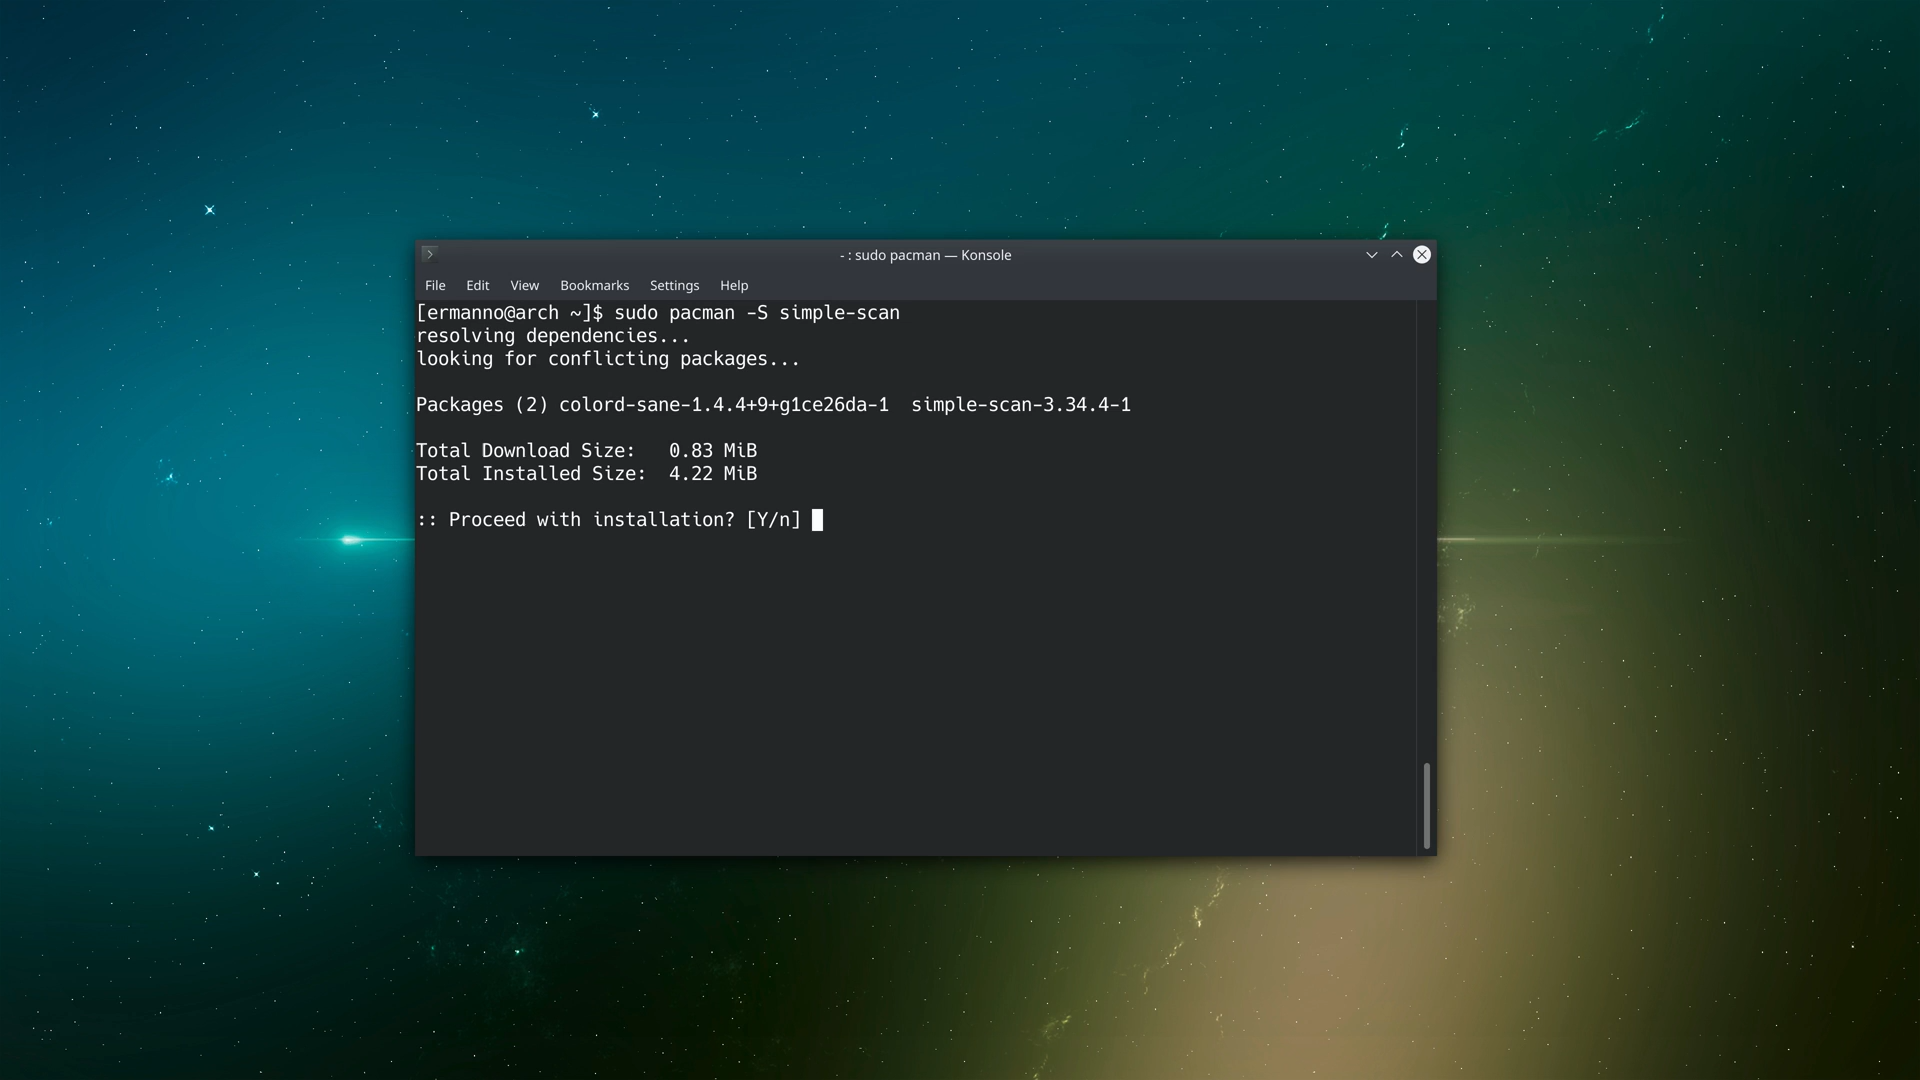 - : sudo pacman — Konsole
File Edit View Bookmarks Settings Help
[ermanno@arch ~]$ sudo pacman -S simple-scan
resolving dependencies...
looking for conflicting packages...
Packages (2) colord-sane-1.4.4+9+g1ce26da-1  simple-scan-3.34.4-1
Total Download Size:   0.83 MiB
Total Installed Size:  4.22 MiB
:: Proceed with installation? [Y/n]